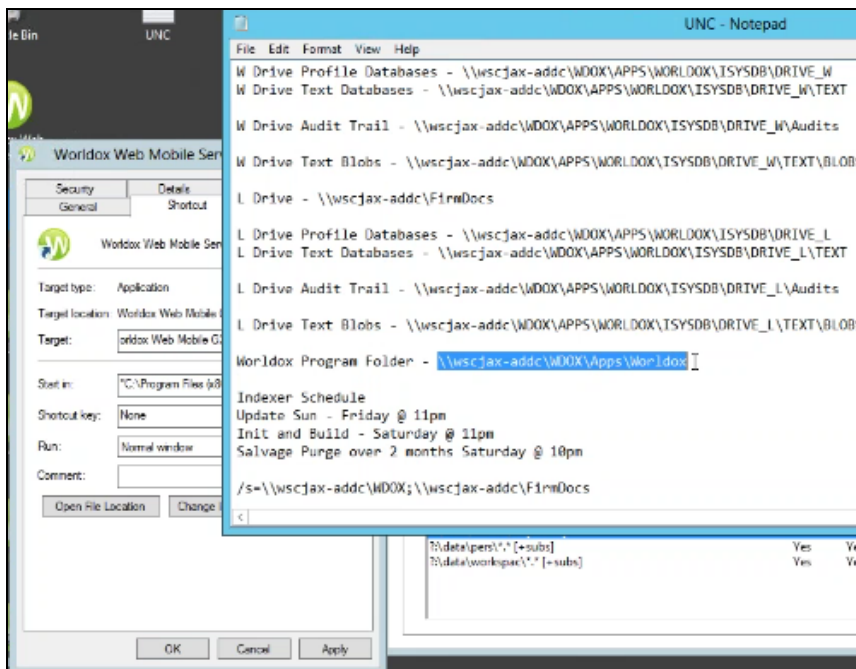 le Bin
UNC
UNC - Notepad
File Edit Format View Help
W Drive Profile Databases - \\wscjax-addc\WDOX\APPS\WORLDOX\ISYSDB\DRIVE_W
W Drive Text Databases - \\wscjax-addc\WDOX\APPS\WORLDOX\ISYSDB\DRIVE_W\TEXT
W Drive Audit Trail - \\wscjax-addc\WDOX\APPS\WORLDOX\ISYSDB\DRIVE_W\Audits
W Drive Text Blobs - \\wscjax-addc\WDOX\APPS\WORLDOX\ISYSDB\DRIVE_W\TEXT\BLOBS
L Drive - \\wscjax-addc\FirmDocs
L Drive Profile Databases - \\wscjax-addc\WDOX\APPS\WORLDOX\ISYSDB\DRIVE_L
L Drive Text Databases - \\wscjax-addc\WDOX\APPS\WORLDOX\ISYSDB\DRIVE_L\TEXT
L Drive Audit Trail - \\wscjax-addc\WDOX\APPS\WORLDOX\ISYSDB\DRIVE_L\Audits
L Drive Text Blobs - \\wscjax-addc\WDOX\APPS\WORLDOX\ISYSDB\DRIVE_L\TEXT\BLOBS
Worldox Program Folder - \\wscjax-addc\WDOX\Apps\Worldox
Indexer Schedule
Update Sun - Friday @ 11pm
Init and Build - Saturday @ 11pm
Salvage Purge over 2 months Saturday @ 10pm
/s=\\wscjax-addc\WDOX;\\wscjax-addc\FirmDocs
Worldox Web Mobile Ser
Security Details
General Shortcut
Worldox Web Mobile Ser
Target type: Application
Target location: Worldox Web Mobile
Target: orldox Web Mobile G
Start in: "C:\Program Files (x8
Shortcut key: None
Run: Normal window
Comment:
Open File Location Change
OK Cancel Apply
?:\data\pers\*.* [+subs] Yes Ye
?:\data\workspac\*.* [+subs] Yes Ye